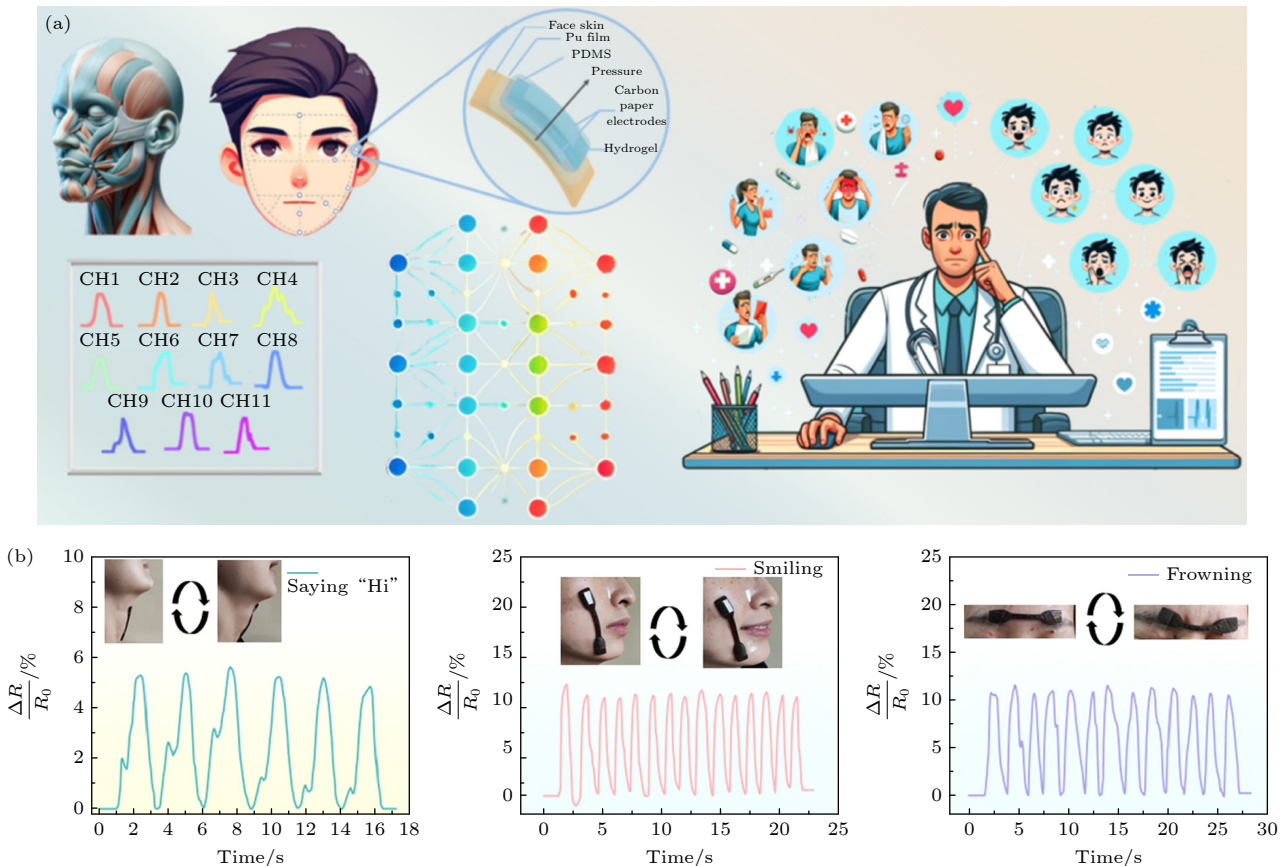 (a)
Face skin
Pu film
PDMS
Pressure
Carbon
paper
electrodes
Hydrogel
CH1 CH2 CH3 CH4
CH5 CH6 CH7 CH8
CH9 CH10 CH11
(b)
10
8
6
4
2
0
ΔR/R₀/%
Saying “Hi”
0 2 4 6 8 10 12 14 16 18
Time/s
25
20
15
10
5
0
ΔR/R₀/%
Smiling
0 5 10 15 20 25
Time/s
25
20
15
10
5
0
ΔR/R₀/%
Frowning
0 5 10 15 20 25 30
Time/s